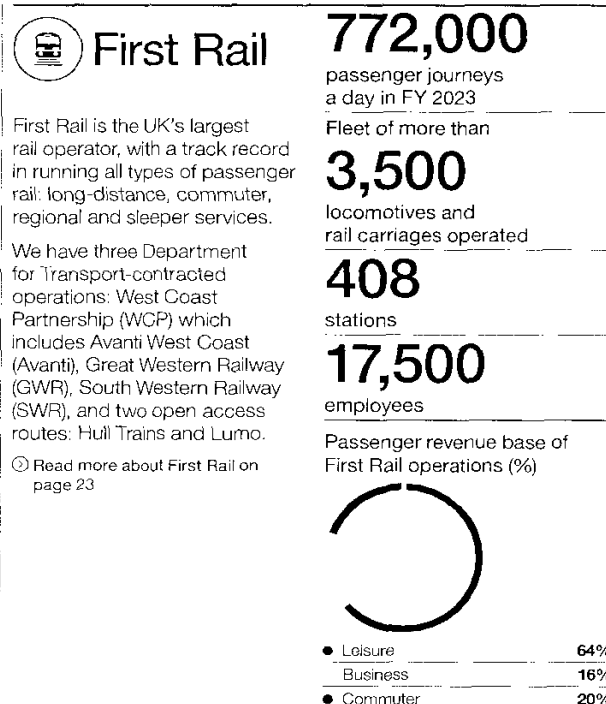 First Rail
First Rail is the UK's largest
rail operator, with a track record
in running all types of passenger
rail: long-distance, commuter,
regional and sleeper services.
We have three Department
for Transport-contracted
operations: West Coast
Partnership (WCP) which
includes Avanti West Coast
(Avanti), Great Western Railway
(GWR), South Western Railway
(SWR), and two open access
routes: Hull Trains and Lumo.
Read more about First Rail on
page 23
772,000
passenger journeys
a day in FY 2023
Fleet of more than
3,500
locomotives and
rail carriages operated
408
stations
17,500
employees
Passenger revenue base of
First Rail operations (%)
Leisure 64%
Business 16%
Commuter 20%